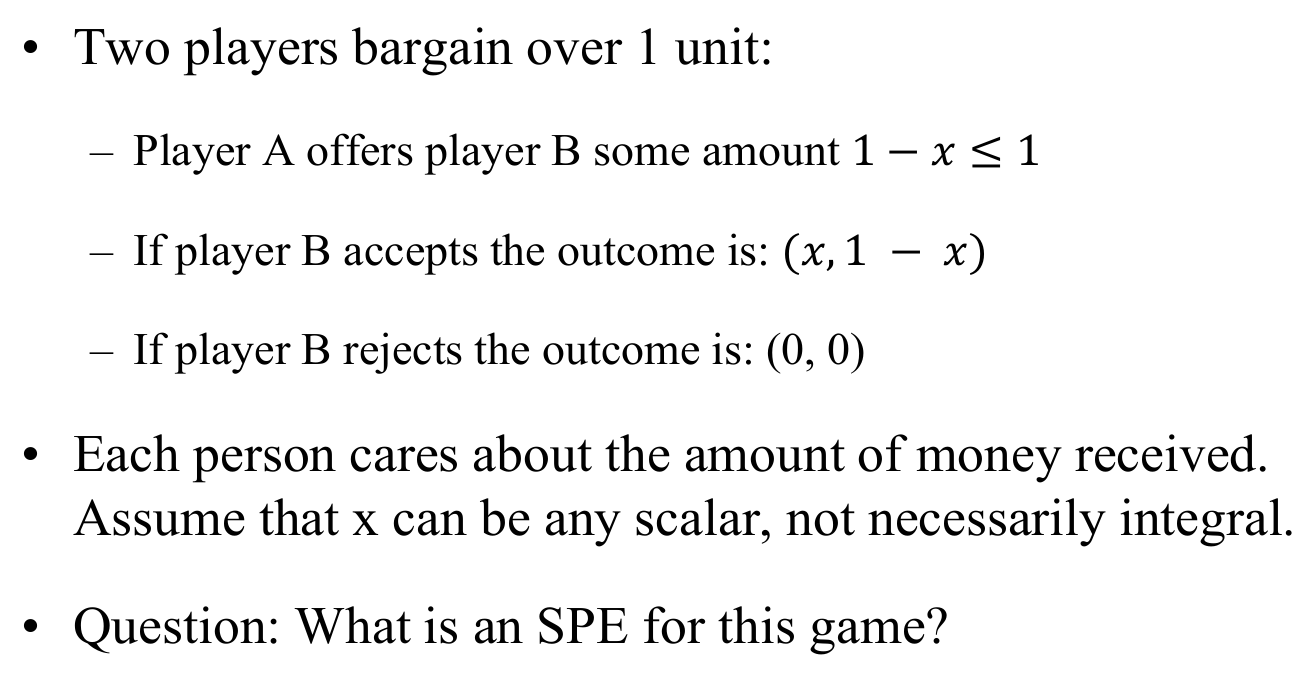 • Two players bargain over 1 unit:
– Player A offers player B some amount 1 − x ≤ 1
– If player B accepts the outcome is: (x, 1 − x)
– If player B rejects the outcome is: (0, 0)
• Each person cares about the amount of money received.
Assume that x can be any scalar, not necessarily integral.
• Question: What is an SPE for this game?